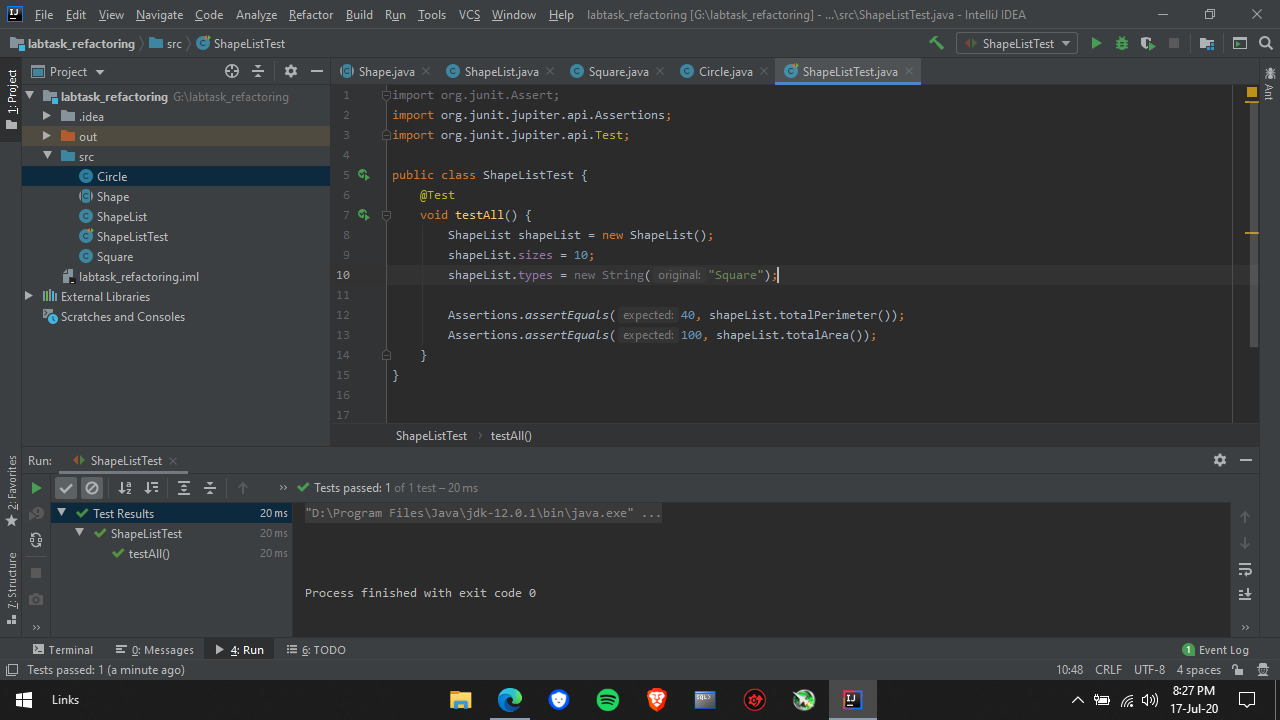 File Edit View Navigate Code Analyze Refactor Build Run Tools VCS Window Help labtask_refactoring [G:\labtask_refactoring] - ...\src\ShapeListTest.java - IntelliJ IDEA
labtask_refactoring src ShapeListTest ShapeListTest
1: Project
Project
Shape.java ShapeList.java Square.java Circle.java ShapeListTest.java
Ant
labtask_refactoring G:\labtask_refactoring
.idea
out
src
Circle
Shape
ShapeList
ShapeListTest
Square
labtask_refactoring.iml
External Libraries
Scratches and Consoles
1 import org.junit.Assert;
2 import org.junit.jupiter.api.Assertions;
3 import org.junit.jupiter.api.Test;
4
5 public class ShapeListTest {
6 @Test
7 void testAll() {
8 ShapeList shapeList = new ShapeList();
9 shapeList.sizes = 10;
10 shapeList.types = new String( original: "Square");
11
12 Assertions.assertEquals( expected: 40, shapeList.totalPerimeter());
13 Assertions.assertEquals( expected: 100, shapeList.totalArea());
14 }
15 }
16
17
ShapeListTest testAll()
2: Favorites
7: Structure
Run: ShapeListTest
Tests passed: 1 of 1 test – 20 ms
Test Results 20 ms
ShapeListTest 20 ms
testAll() 20 ms
"D:\Program Files\Java\jdk-12.0.1\bin\java.exe" ...
Process finished with exit code 0
Terminal 0: Messages 4: Run 6: TODO 1 Event Log
Tests passed: 1 (a minute ago) 10:48 CRLF UTF-8 4 spaces
Links
8:27 PM
17-Jul-20